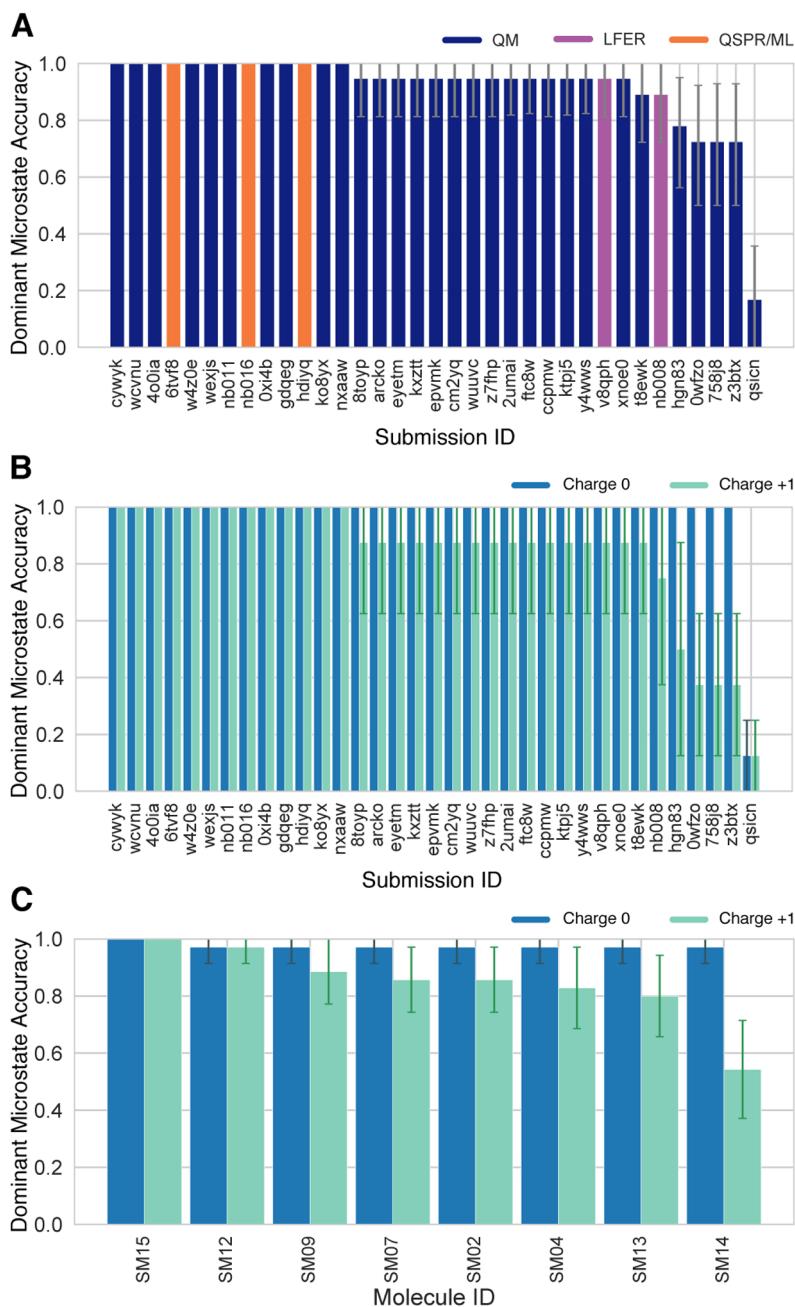 A
QM LFER QSPR/ML
Dominant Microstate Accuracy
1.0
0.8
0.6
0.4
0.2
0.0
cywyk wcvnu 4o0ia 6tvf8 w4z0e wexjs nb011 nb016 0xi4b gdqeg hdiyq ko8yx nxaaw 8toyp arcko eyetm kxztt epvmk cm2yq wuuvc z7fhp 2umai ftc8w ccpmw ktpj5 y4wws v8qph xnoe0 t8ewk nb008 hgn83 0wfzo 758j8 z3btx qsicn
Submission ID
B
Charge 0 Charge +1
Dominant Microstate Accuracy
1.0
0.8
0.6
0.4
0.2
0.0
cywyk wcvnu 4o0ia 6tvf8 w4z0e wexjs nb011 nb016 0xi4b gdqeg hdiyq ko8yx nxaaw 8toyp arcko eyetm kxztt epvmk cm2yq wuuvc z7fhp 2umai ftc8w ccpmw ktpj5 y4wws v8qph xnoe0 t8ewk nb008 hgn83 0wfzo 758j8 z3btx qsicn
Submission ID
C
Charge 0 Charge +1
Dominant Microstate Accuracy
1.0
0.8
0.6
0.4
0.2
0.0
SM15 SM12 SM09 SM07 SM02 SM04 SM13 SM14
Molecule ID